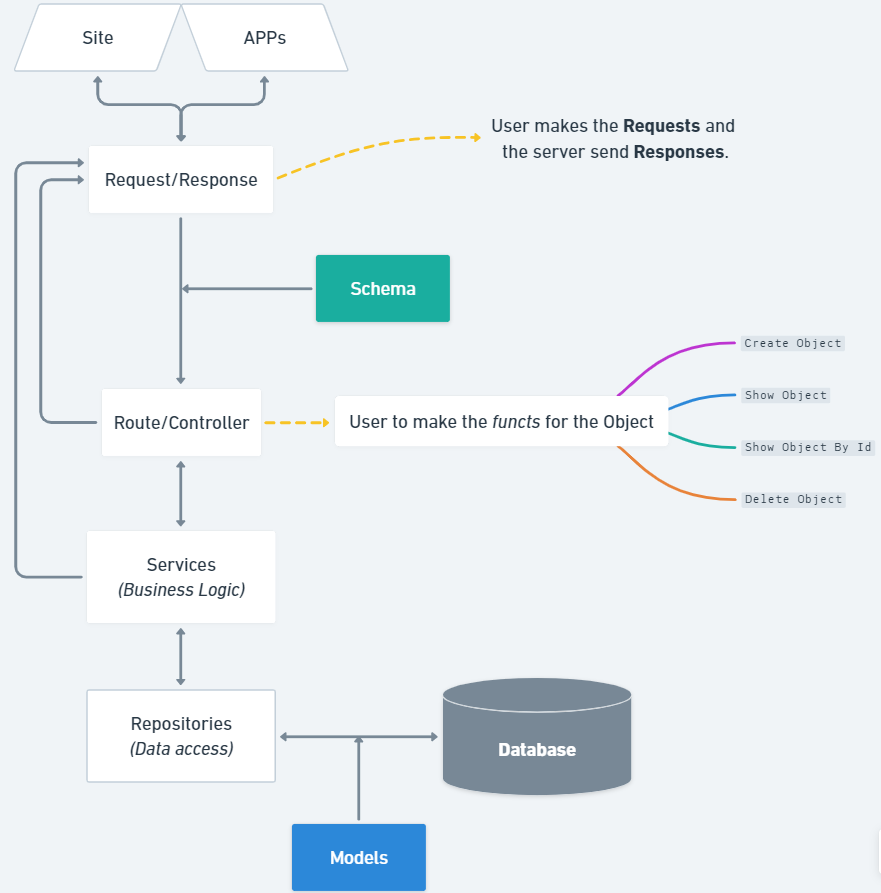 Site
APPs
User makes the Requests and
the server send Responses.
Request/Response
Schema
Create Object
Show Object
Route/Controller
User to make the functs for the Object
Show Object By Id
Delete Object
Services
(Business Logic)
Repositories
(Data access)
Database
Models